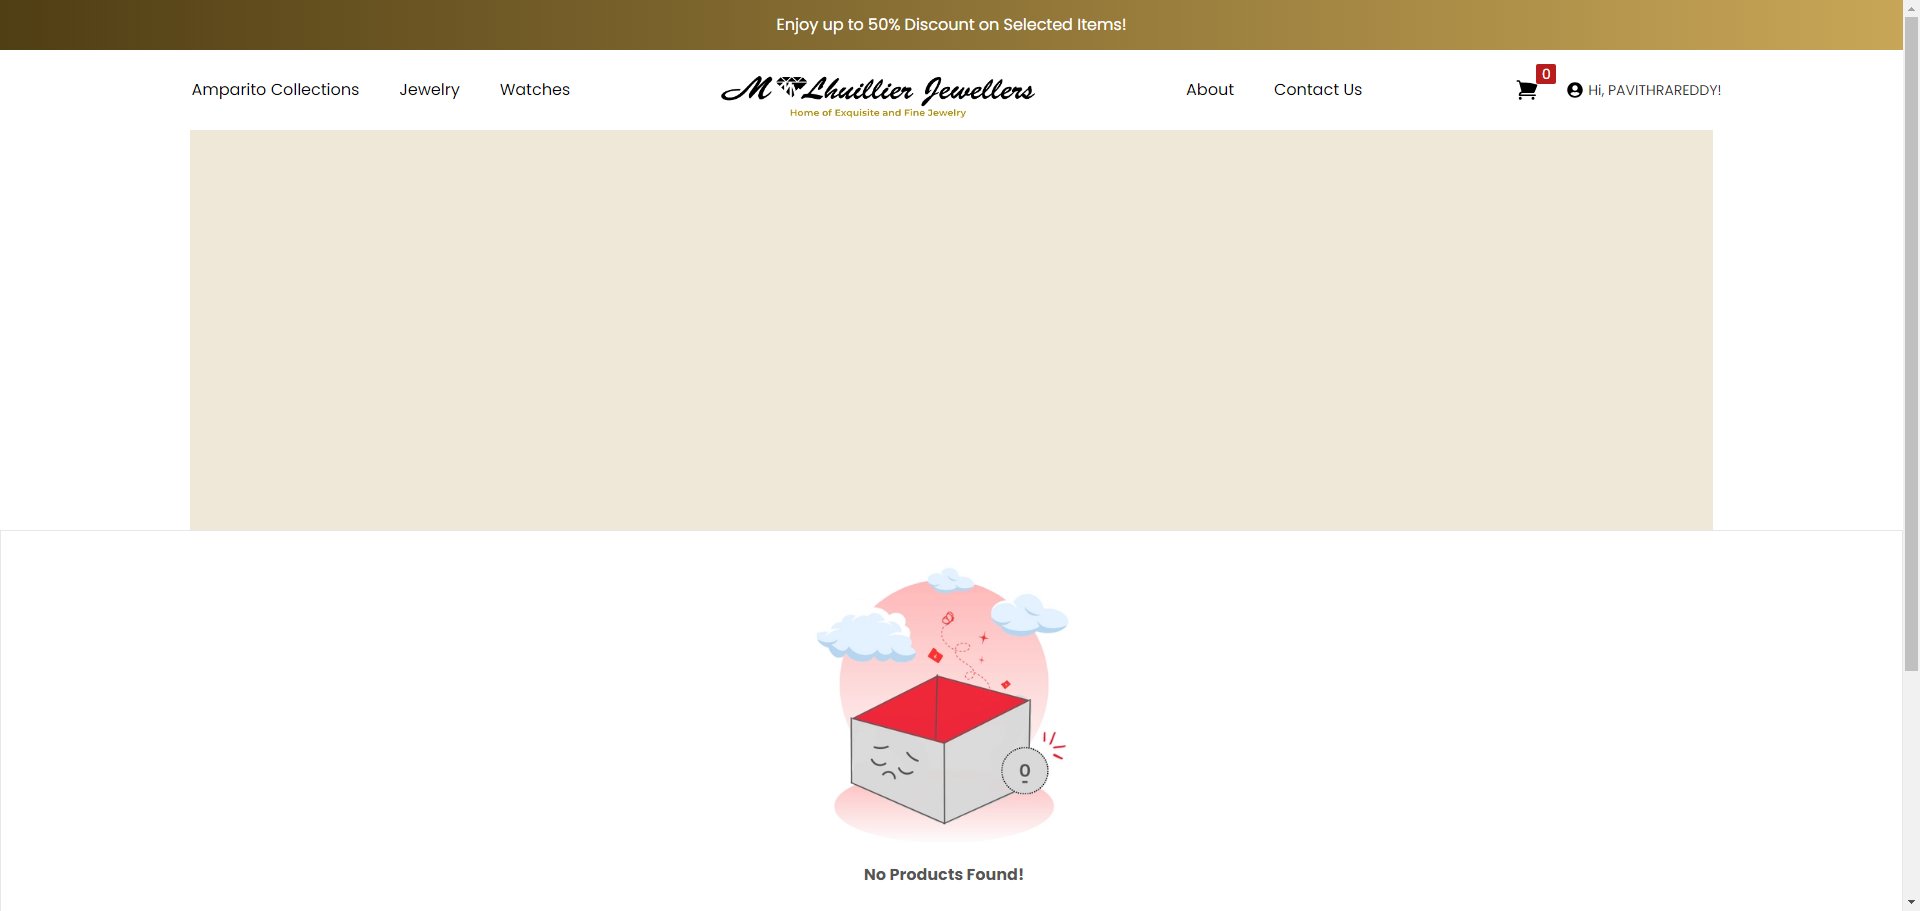 Enjoy up to 50% Discount on Selected Items!
Amparito Collections Jewelry Watches M Lhuillier Jewellers About Contact Us 0 Hi, PAVITHRAREDDY!
Home of Exquisite and Fine Jewelry
0
No Products Found!